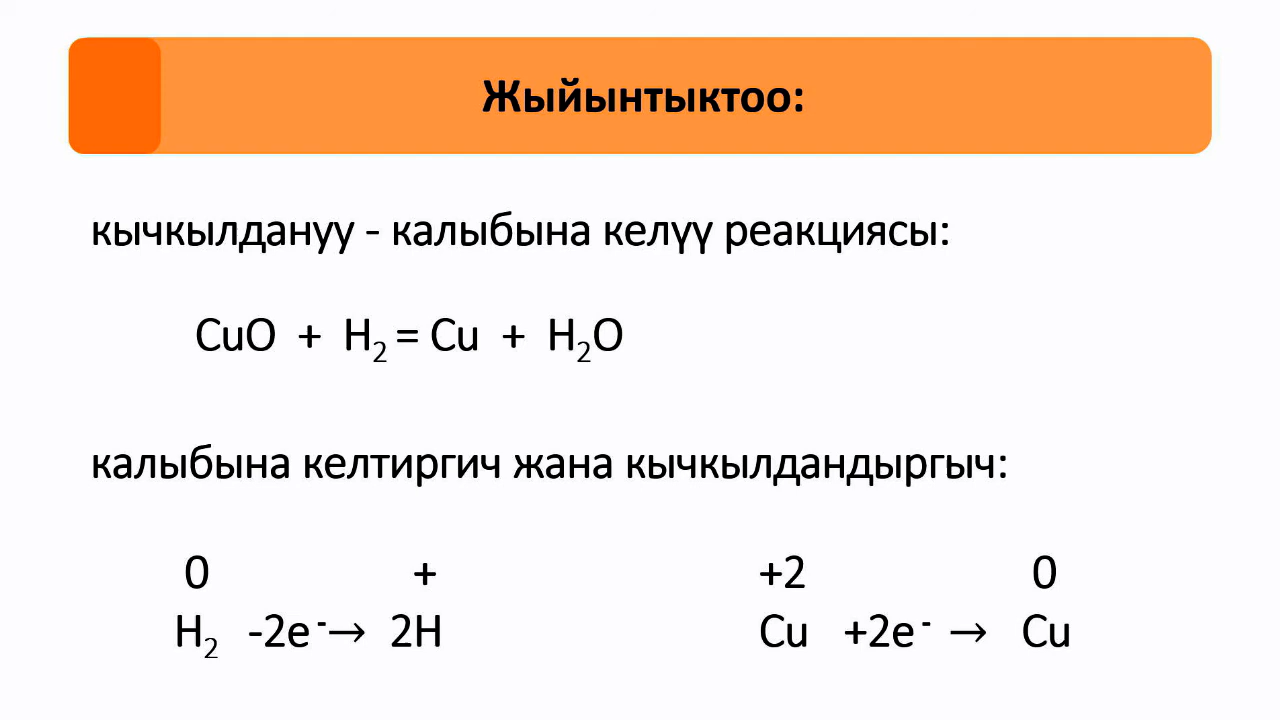 Жыйынтыктоо:
кычкылдануу - калыбына келүү реакциясы:
CuO + H₂ = Cu + H₂O
калыбына келтиргич жана кычкылдандыргыч:
0 + +2 0
H₂ -2e⁻→ 2H Cu +2e⁻ → Cu